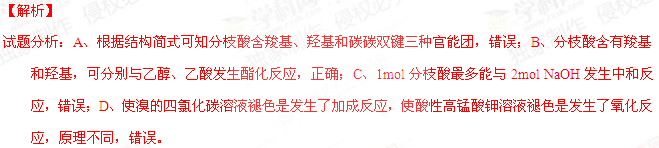 【解析】
试题分析：A、根据结构简式可知分枝酸含羧基、羟基和碳碳双键三种官能团，错误；B、分枝酸含有羧基
和羟基，可分别与乙醇、乙酸发生酯化反应，正确；C、1mol 分枝酸最多能与 2mol NaOH 发生中和反
应，错误；D、使溴的四氯化碳溶液褪色是发生了加成反应，使酸性高锰酸钾溶液褪色是发生了氧化反
应，原理不同，错误。